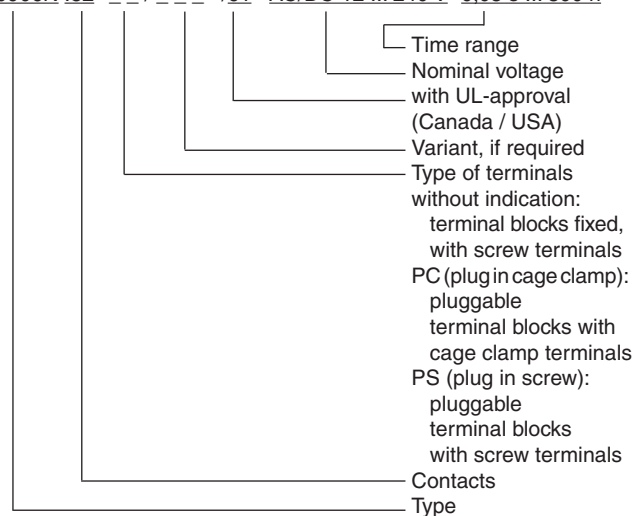 Time range
Nominal voltage
with UL-approval
(Canada / USA)
Variant, if required
Type of terminals
without indication:
terminal blocks fixed,
with screw terminals
PC (plug in cage clamp):
pluggable
terminal blocks with
cage clamp terminals
PS (plug in screw):
pluggable
terminal blocks
with screw terminals
Contacts
Type